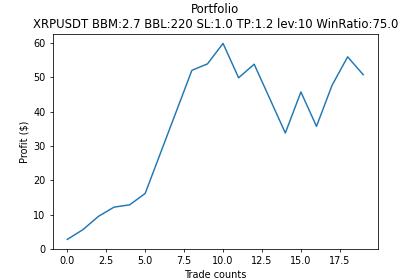 Portfolio
XRPUSDT BBM:2.7 BBL:220 SL:1.0 TP:1.2 lev:10 WinRatio:75.0
60
50
40
30
20
10
0
Profit ($)
0.0 2.5 5.0 7.5 10.0 12.5 15.0 17.5
Trade counts